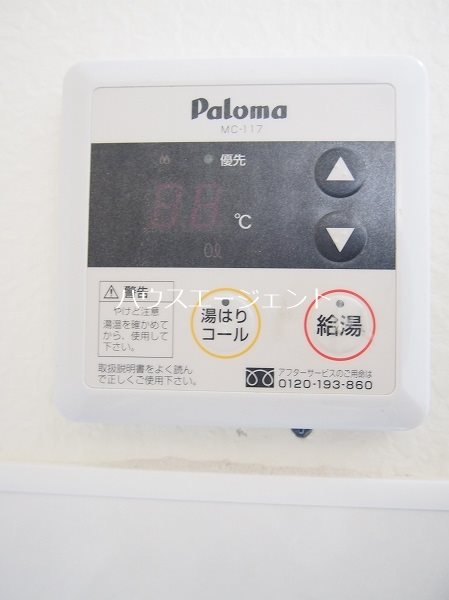 Paloma
MC-117
優先
88
℃
0ℓ
警告
ハウスエージェント
やけど注意
湯温を確かめて
から、使用して
下さい。
取扱説明書をよく読ん
で正しくご使用下さい。
湯はり
コール
給湯
アフターサービスのご用命は
0120-193-860